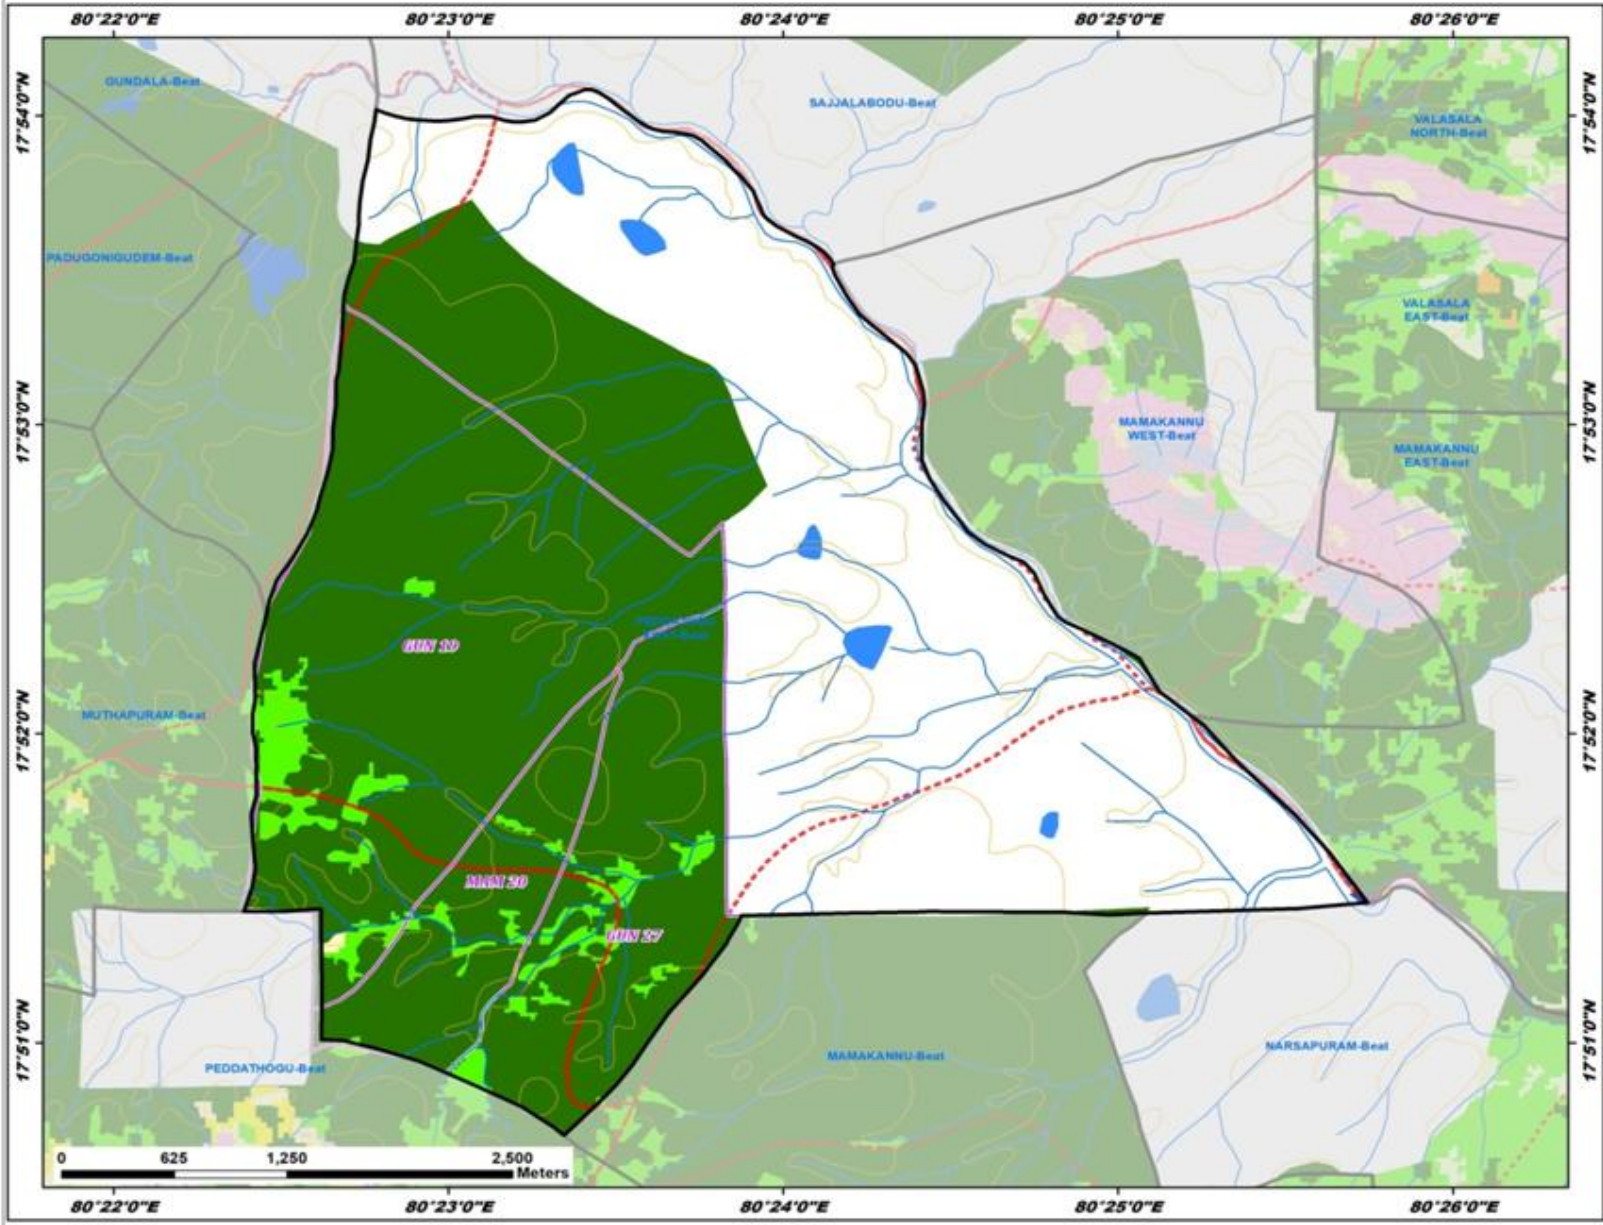 80°22'0"E 80°23'0"E 80°24'0"E 80°25'0"E 80°26'0"E
17°54'0"N
17°54'0"N
GUNDALA-Beat
SAJJALABODU-Beat
VALASALA
NORTH-Beat
PADUGONIGUDEM-Beat
VALASALA
EAST-Beat
17°53'0"N
17°53'0"N
MAMAKANNU
WEST-Beat
MAMAKANNU
EAST-Beat
GUN 19
17°52'0"N
17°52'0"N
MUTHAPURAM-Beat
MAM 20
GUN 27
17°51'0"N
17°51'0"N
PEDDATHOGU-Beat
MAMAKANNU-Beat
NARSAPURAM-Beat
0 625 1,250 2,500
Meters
80°22'0"E 80°23'0"E 80°24'0"E 80°25'0"E 80°26'0"E